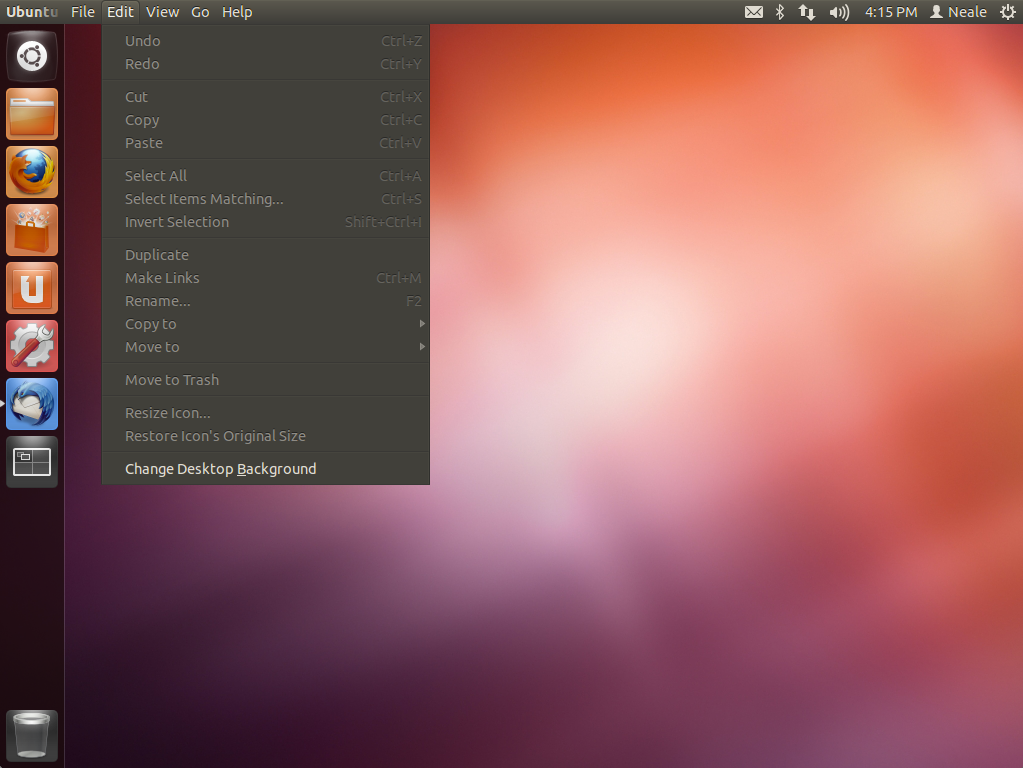 Ubuntu File Edit View Go Help 4:15 PM Neale
Undo Ctrl+Z
Redo Ctrl+Y
Cut Ctrl+X
Copy Ctrl+C
Paste Ctrl+V
Select All Ctrl+A
Select Items Matching... Ctrl+S
Invert Selection Shift+Ctrl+I
Duplicate
Make Links Ctrl+M
Rename... F2
Copy to
Move to
Move to Trash
Resize Icon...
Restore Icon's Original Size
Change Desktop Background